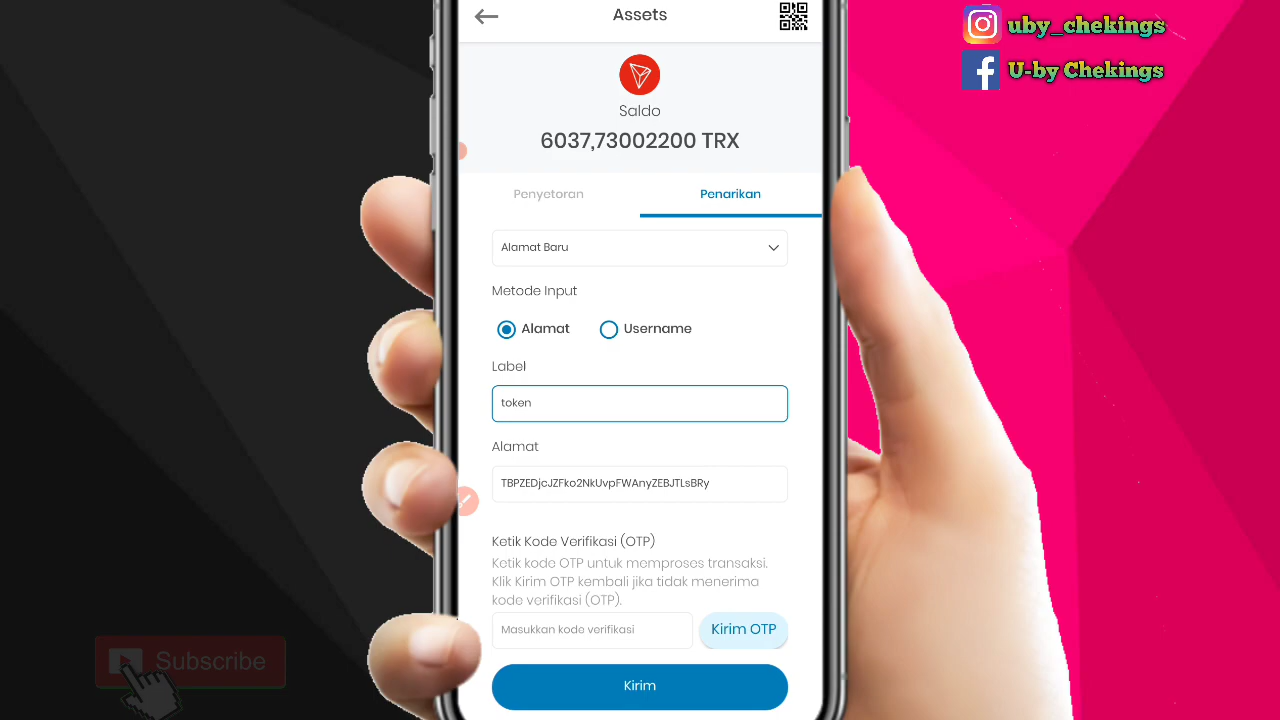 Assets
uby_chekings
U-by Chekings
Saldo
6037,73002200 TRX
Penyetoran
Penarikan
Alamat Baru
Metode Input
Alamat
Username
Label
token
Alamat
TBPZEDjcJZFko2NkUvpFWAnyZEBJTLsBRy
Ketik Kode Verifikasi (OTP)
Ketik kode OTP untuk memproses transaksi.
Klik Kirim OTP kembali jika tidak menerima
kode verifikasi (OTP).
Masukkan kode verifikasi
Kirim OTP
Subscribe
Kirim